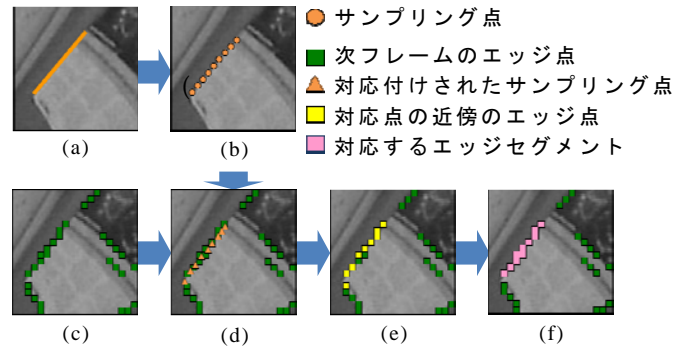 サンプリング点
次フレームのエッジ点
対応付けされたサンプリング点
対応点の近傍のエッジ点
対応するエッジセグメント
(a)
(b)
(c)
(d)
(e)
(f)